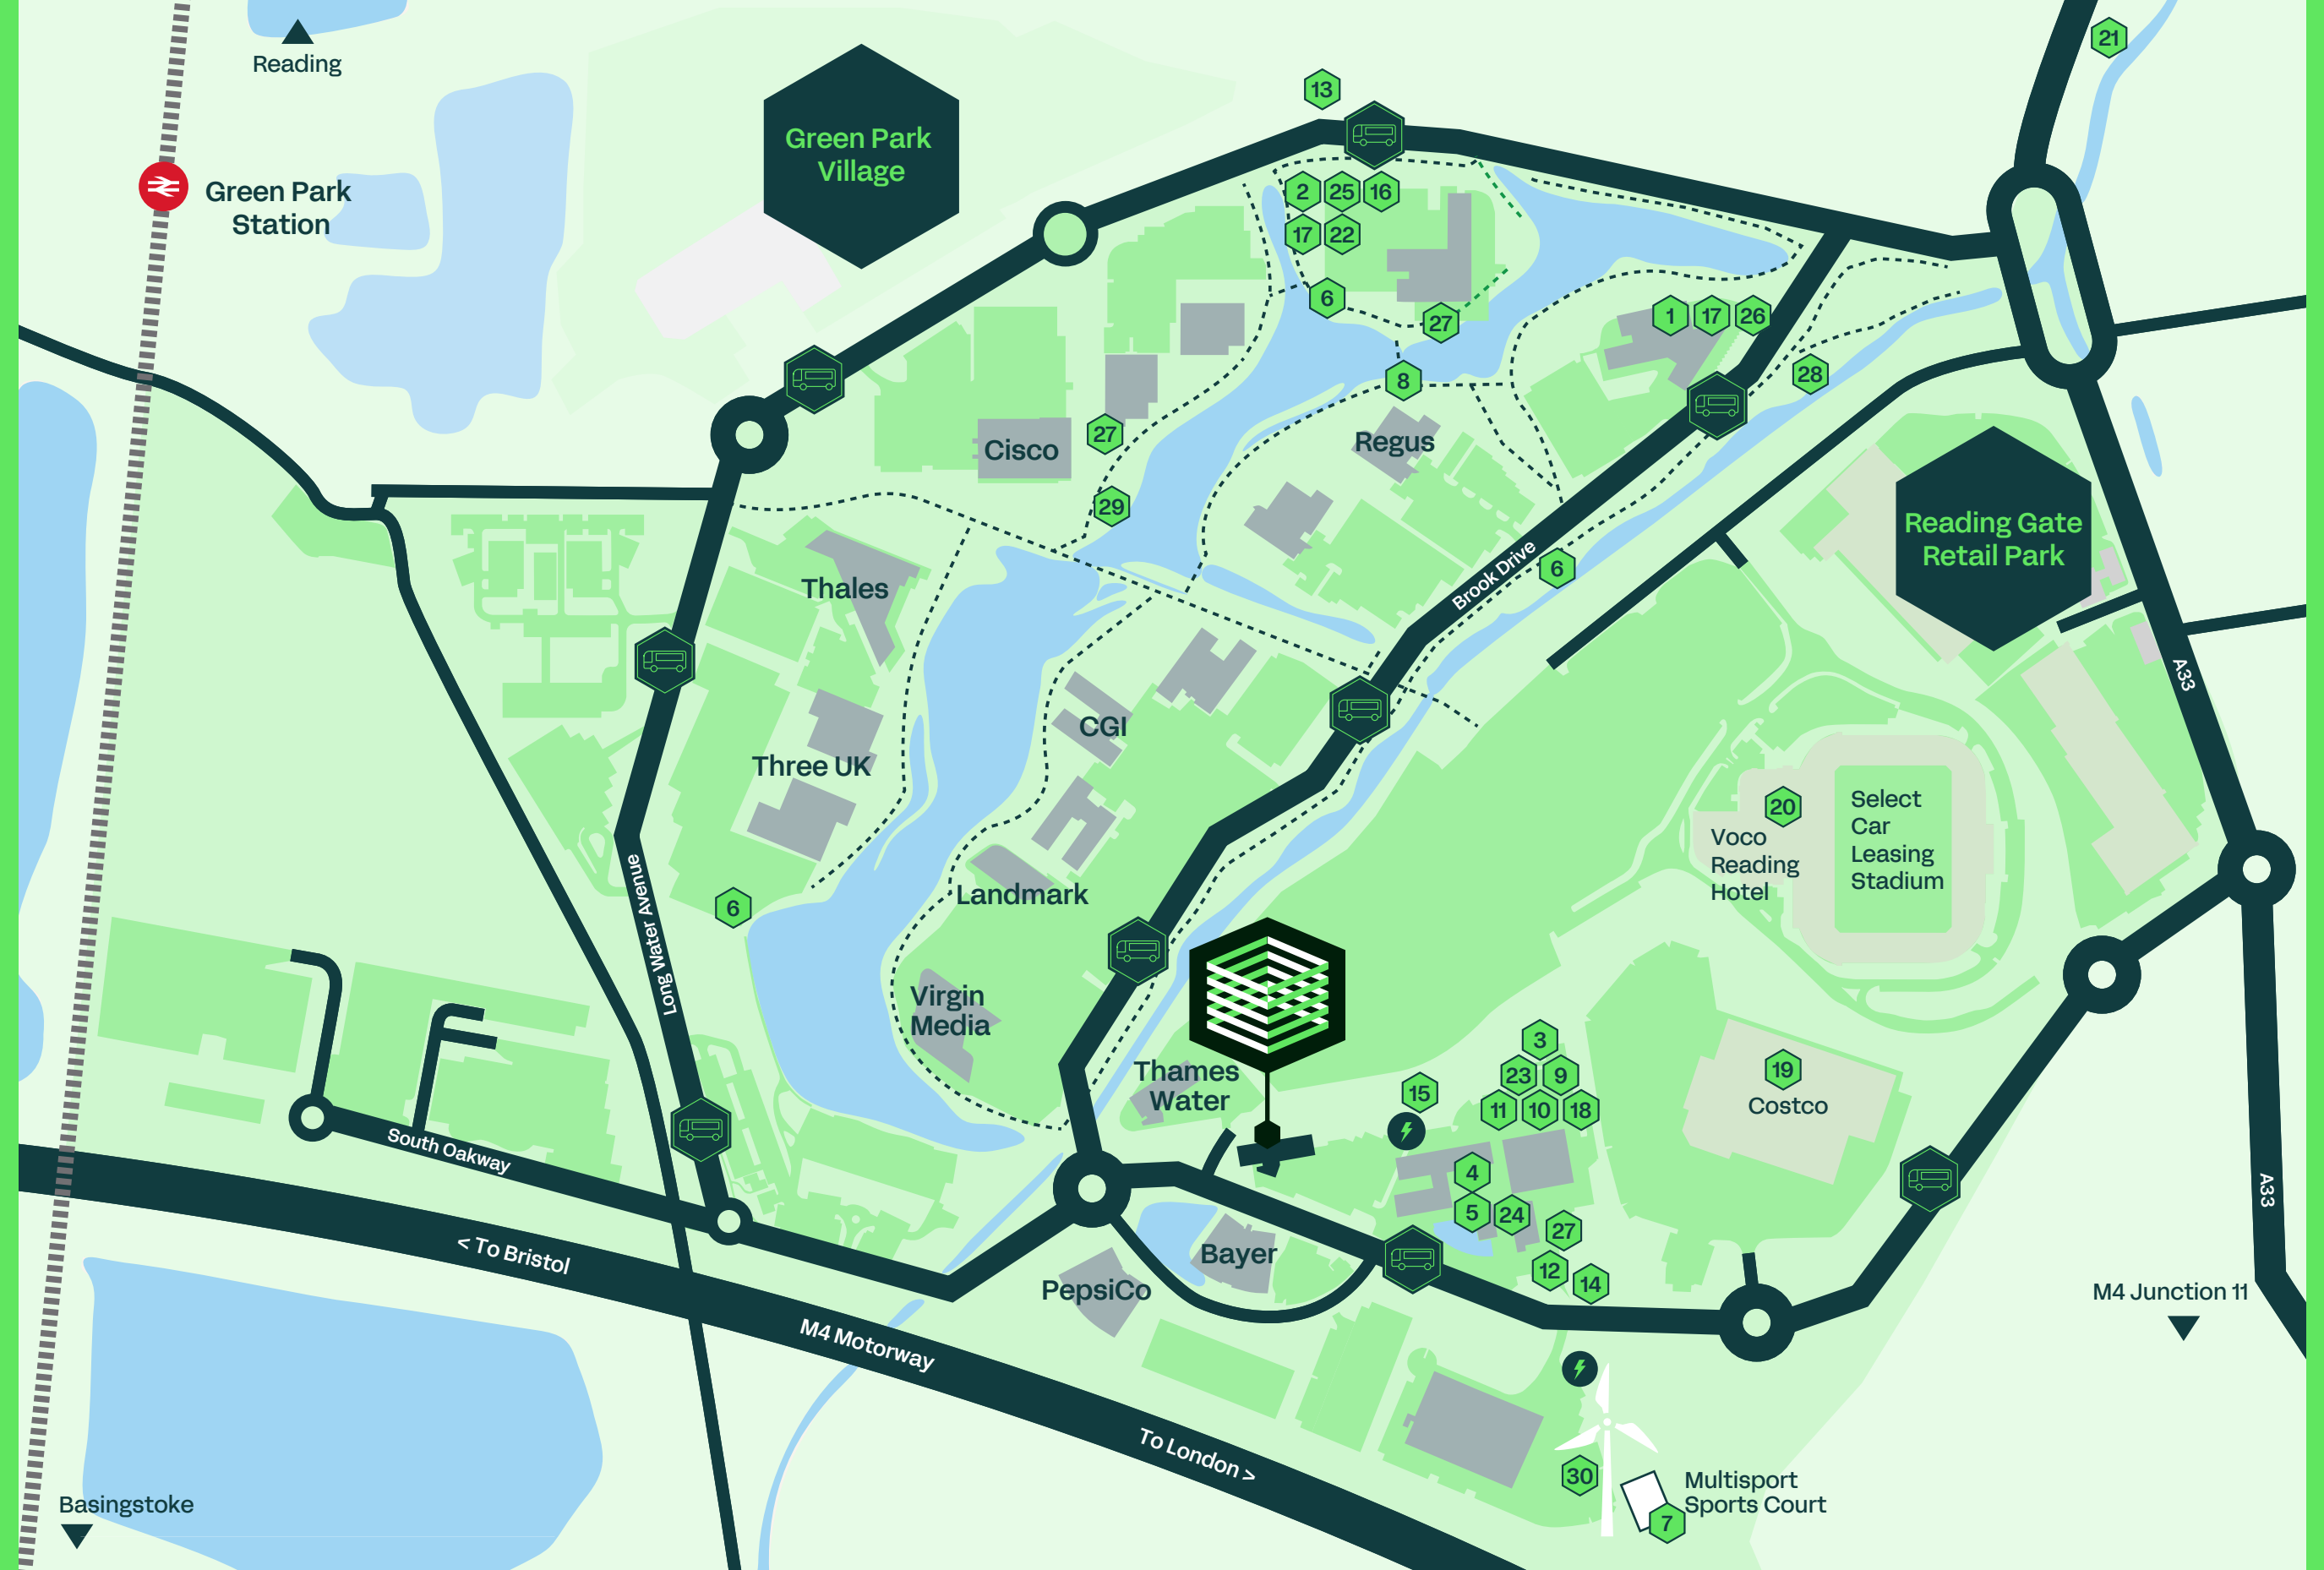 21
Reading
13
Green Park
Village
Green Park
Station
2
25
16
17
22
6
27
1
17
26
8
28
Cisco
27
Regus
29
Reading Gate
Retail Park
Brook Drive
6
Thales
A33
CGI
Three UK
20
Voco
Reading
Hotel
Select
Car
Leasing
Stadium
Landmark
6
Long Water Avenue
Virgin
Media
Thames
Water
3
23
9
15
11
10
18
19
Costco
South Oakway
4
5
24
27
12
14
A33
< To Bristol
Bayer
PepsiCo
M4 Junction 11
M4 Motorway
To London >
30
Multisport
Sports Court
7
Basingstoke